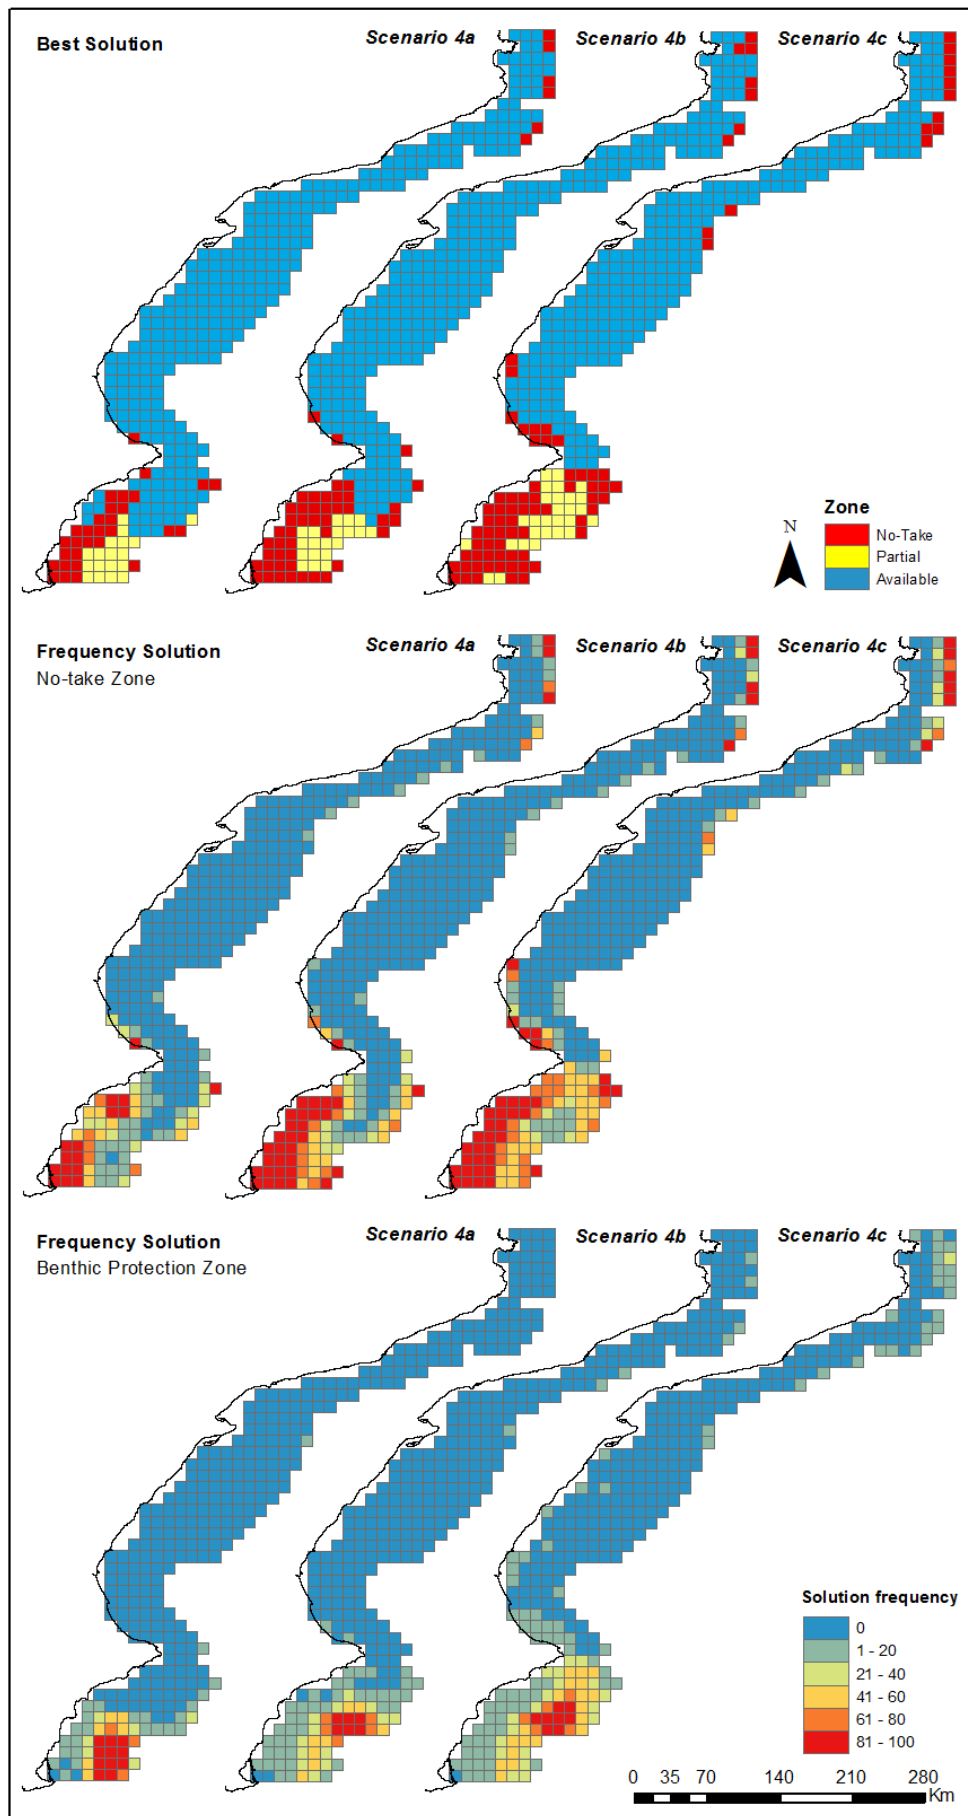 Best Solution
Scenario 4a
Scenario 4b
Scenario 4c
N
Zone
No-Take
Partial
Available
Frequency Solution
No-take Zone
Scenario 4a
Scenario 4b
Scenario 4c
Frequency Solution
Benthic Protection Zone
Scenario 4a
Scenario 4b
Scenario 4c
Solution frequency
0
1 - 20
21 - 40
41 - 60
61 - 80
81 - 100
0 35 70 140 210 280
Km